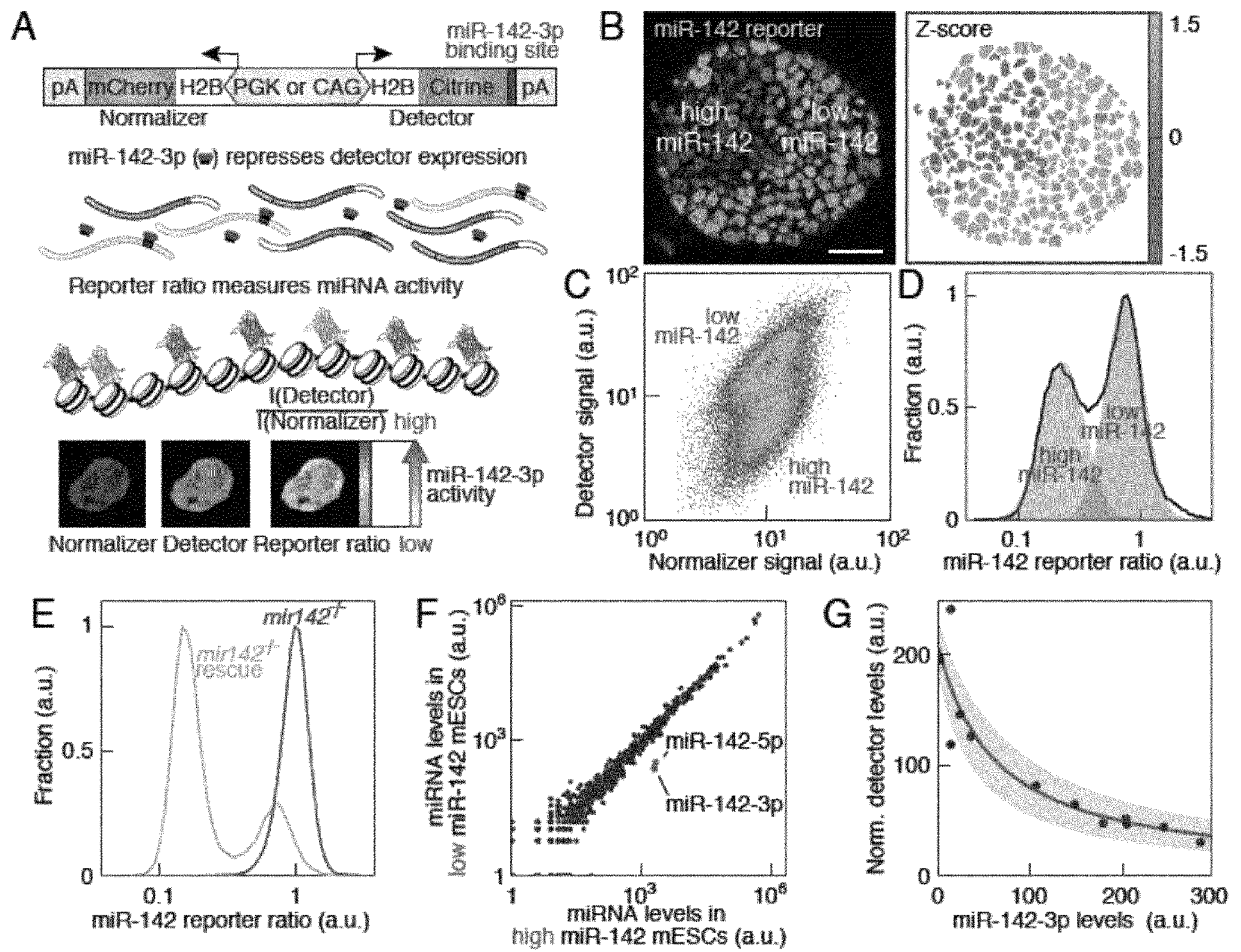 A
miR-142-3p
binding site
pA mCherry H2B PGK or CAG H2B Citrine pA
Normalizer Detector
miR-142-3p ( ) represses detector expression
Reporter ratio measures miRNA activity
I(Detector)
I(Normalizer)
high
miR-142-3p
activity
Normalizer Detector Reporter ratio low
B
miR-142 reporter
high
miR-142
low
miR-142
Z-score
1.5
0
-1.5
C
Detector signal (a.u.)
10²
10¹
10⁰
low
miR-142
high
miR-142
10⁰ 10¹ 10²
Normalizer signal (a.u.)
D
Fraction (a.u.)
1
0.5
0
low
miR-142
high
miR-142
0.1 1
miR-142 reporter ratio (a.u.)
E
Fraction (a.u.)
1
0.5
0
mir142⁻/⁻
mir142⁻/⁻
rescue
0.1 1
miR-142 reporter ratio (a.u.)
F
miRNA levels in
low miR-142 mESCs (a.u.)
10⁶
10³
1
miR-142-5p
miR-142-3p
1 10³ 10⁶
miRNA levels in
high miR-142 mESCs (a.u.)
G
Norm. detector levels (a.u.)
200
100
0
0 100 200 300
miR-142-3p levels (a.u.)